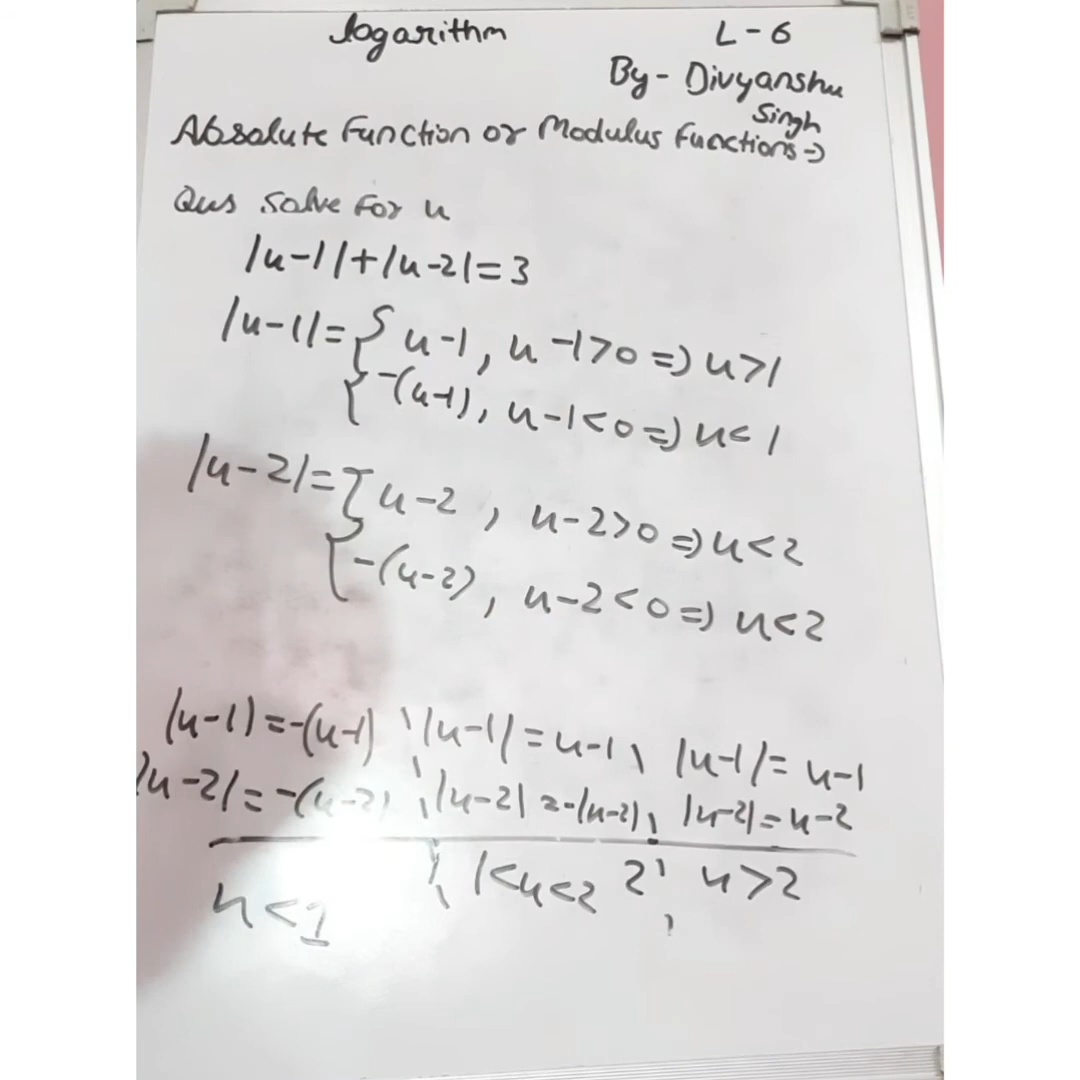 logarithm L-6
By- Divyanshu
Singh
Absolute Function or Modulus Functions→
Qus Solve for u
|u-1|+|u-2|=3
|u-1|= { u-1, u-1>0 => u>1
{ -(u-1), u-1<0 => u<1
|u-2|= { u-2, u-2>0 => u<2
{ -(u-2), u-2<0 => u<2
|u-1)=-(u-1) |u-1|=u-1 |u-1|=u-1
|u-2|=-(u-2) |u-2|=-(u-2) |u-2|=u-2
u<1 1<u<2 2 u>2